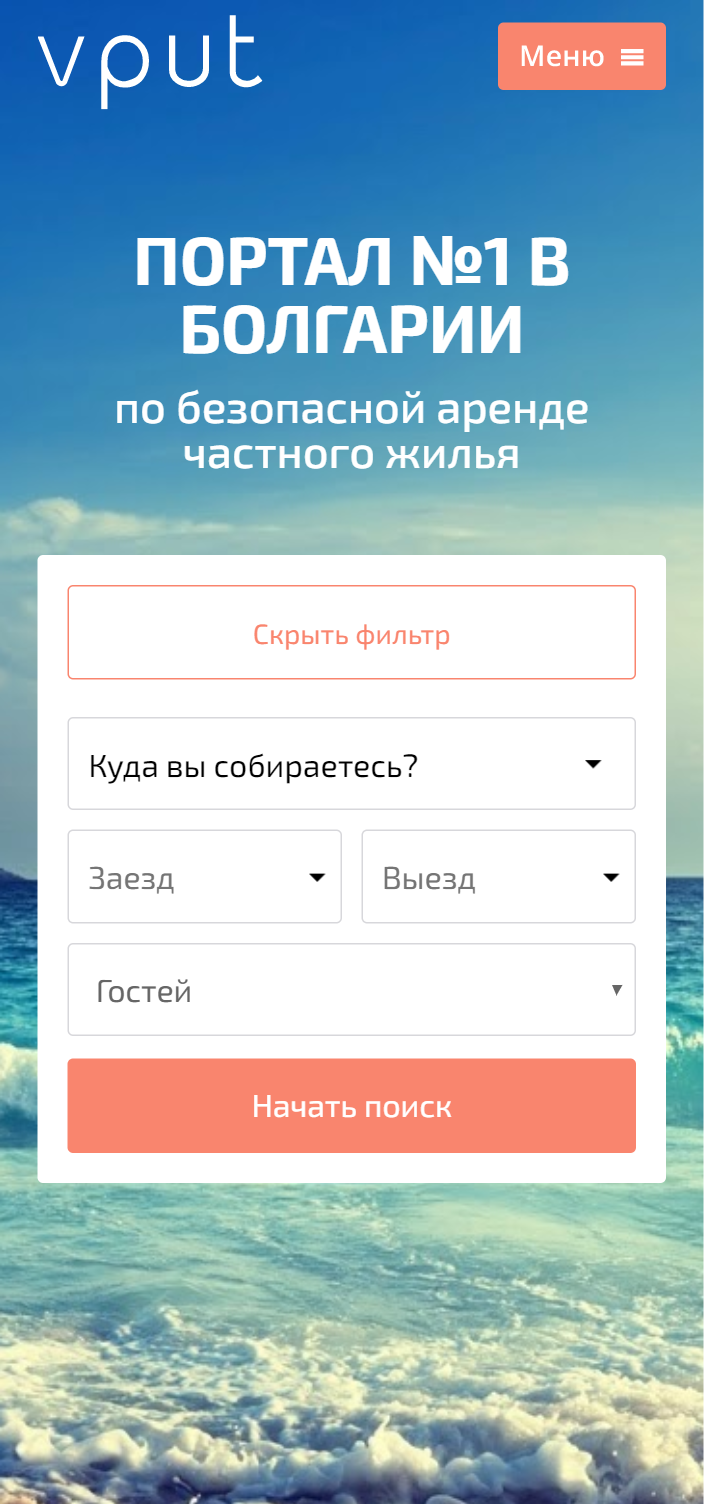 vput
Меню
ПОРТАЛ №1 В
БОЛГАРИИ
по безопасной аренде
частного жилья
Скрыть фильтр
Куда вы собираетесь?
Заезд
Выезд
Гостей
Начать поиск